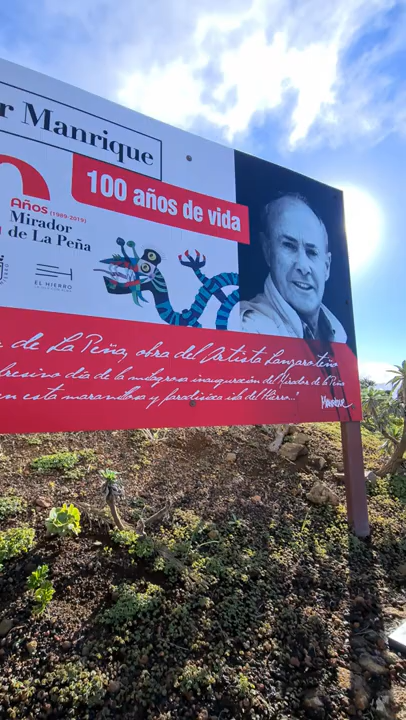 r Manrique
100 años de vida
Años (1989-2019)
Mirador
de La Peña
EL HIERRO
de La Peña, obra del Artista Lanzaroteño
día de la milagrosa inauguración del Mirador de la Peña
en esta marandosa y paradisíaca isla del Hierro..."
Manrique